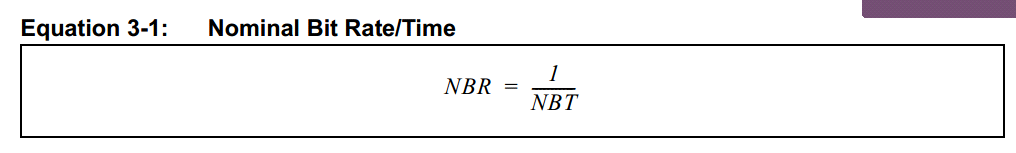 Equation 3-1: Nominal Bit Rate/Time
NBR = 1
NBT